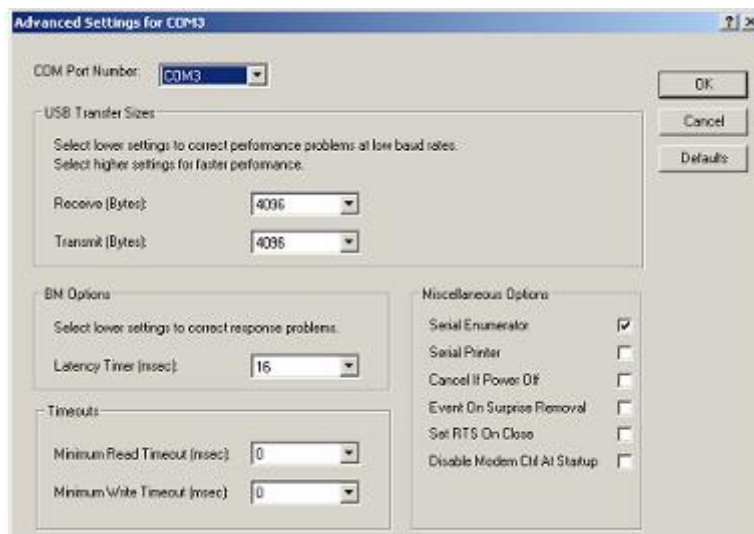 Advanced Settings for COM3
COM Port Number: COM3
OK
Cancel
Defaults
USB Transfer Sizes
Select lower settings to correct performance problems at low baud rates.
Select higher settings for faster performance.
Receive (Bytes): 4096
Transmit (Bytes): 4096
BM Options
Select lower settings to correct response problems.
Latency Timer (msec): 16
Timeouts
Minimum Read Timeout (msec): 0
Minimum Write Timeout (msec): 0
Miscellaneous Options
Serial Enumerator
Serial Printer
Cancel If Power Off
Event On Surprise Removal
Set RTS On Close
Disable Modem Ctrl At Startup